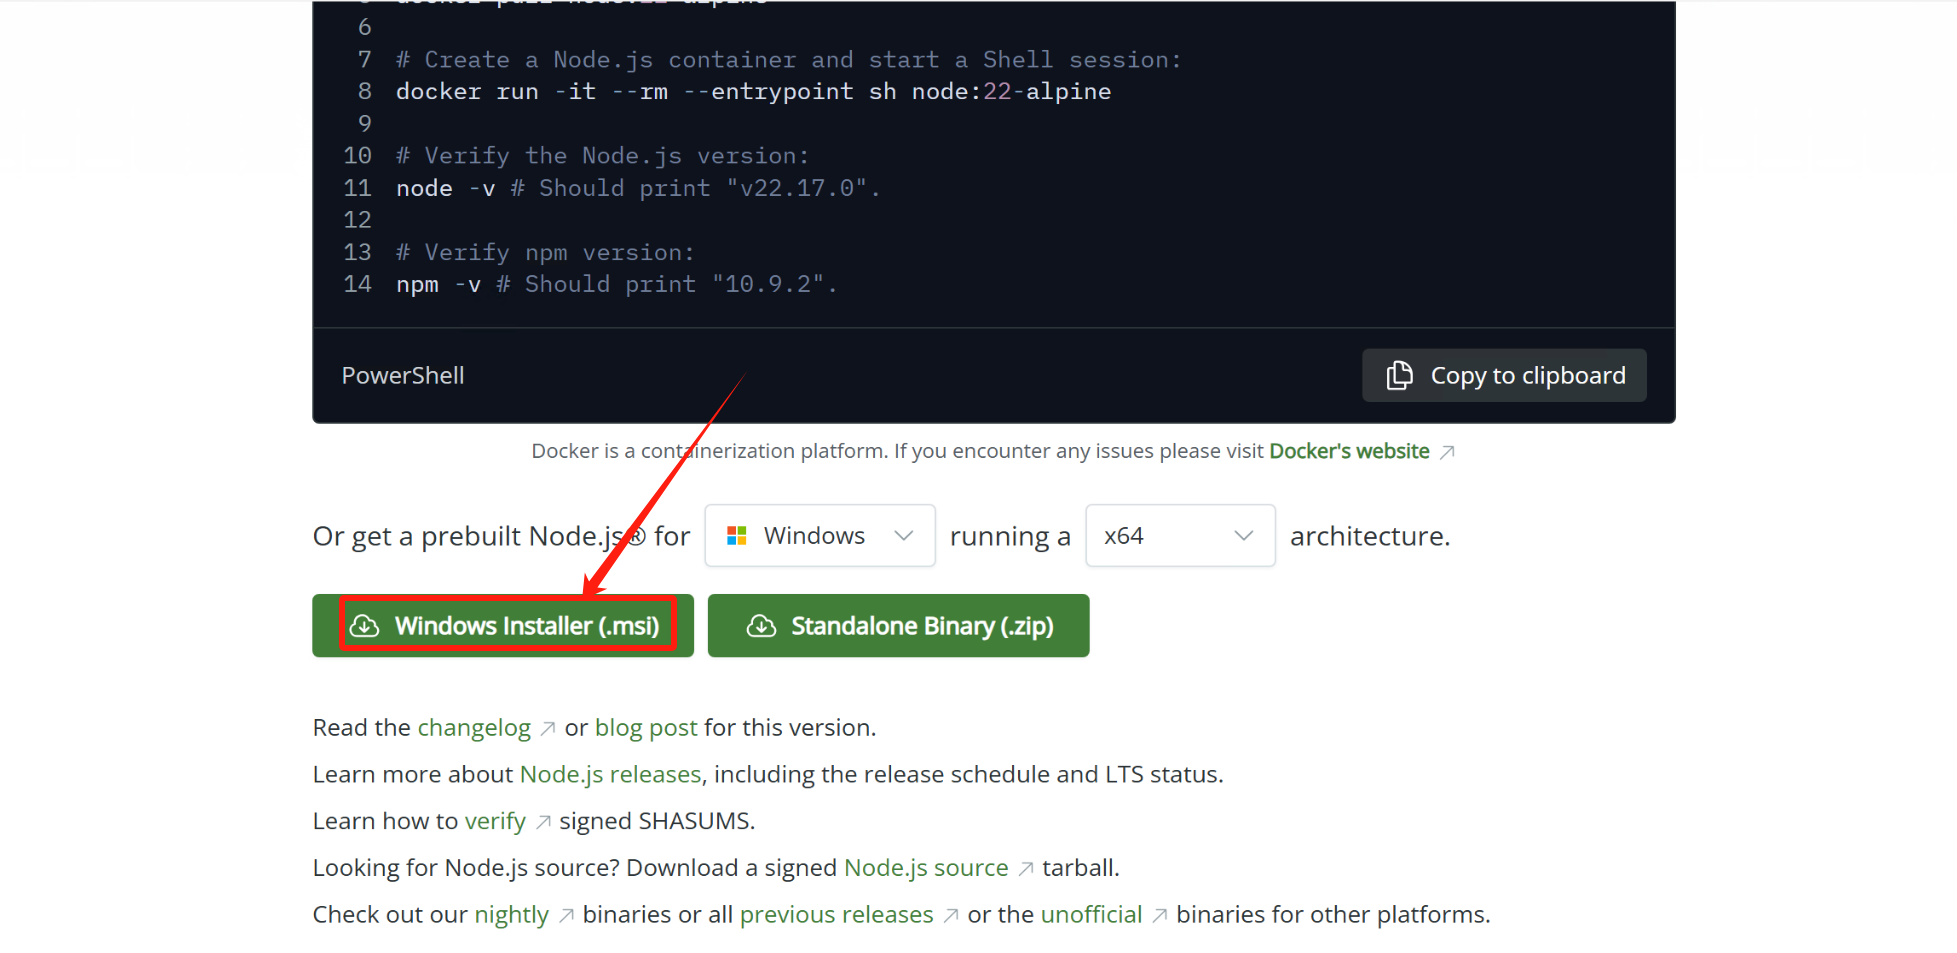 5 docker pull node:22-alpine
6
7 # Create a Node.js container and start a Shell session:
8 docker run -it --rm --entrypoint sh node:22-alpine
9
10 # Verify the Node.js version:
11 node -v # Should print "v22.17.0".
12
13 # Verify npm version:
14 npm -v # Should print "10.9.2".
PowerShell Copy to clipboard
Docker is a containerization platform. If you encounter any issues please visit Docker's website
Or get a prebuilt Node.js® for Windows running a x64 architecture.
Windows Installer (.msi) Standalone Binary (.zip)
Read the changelog or blog post for this version.
Learn more about Node.js releases, including the release schedule and LTS status.
Learn how to verify signed SHASUMS.
Looking for Node.js source? Download a signed Node.js source tarball.
Check out our nightly binaries or all previous releases or the unofficial binaries for other platforms.